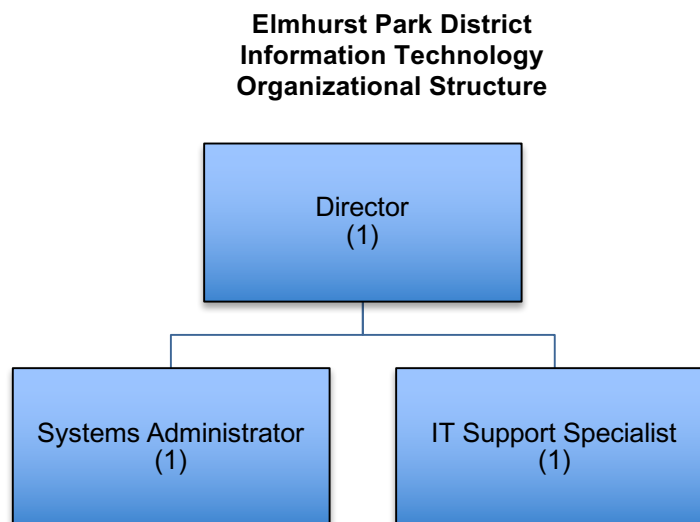 Elmhurst Park District
Information Technology
Organizational Structure
Director
(1)
Systems Administrator
(1)
IT Support Specialist
(1)